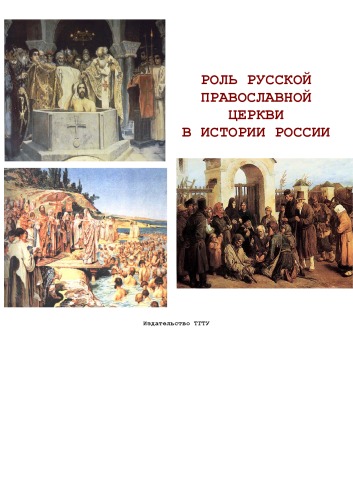 РОЛЬ РУССКОЙ
ПРАВОСЛАВНОЙ
ЦЕРКВИ
В ИСТОРИИ РОССИИ
Издательство ТГТУ